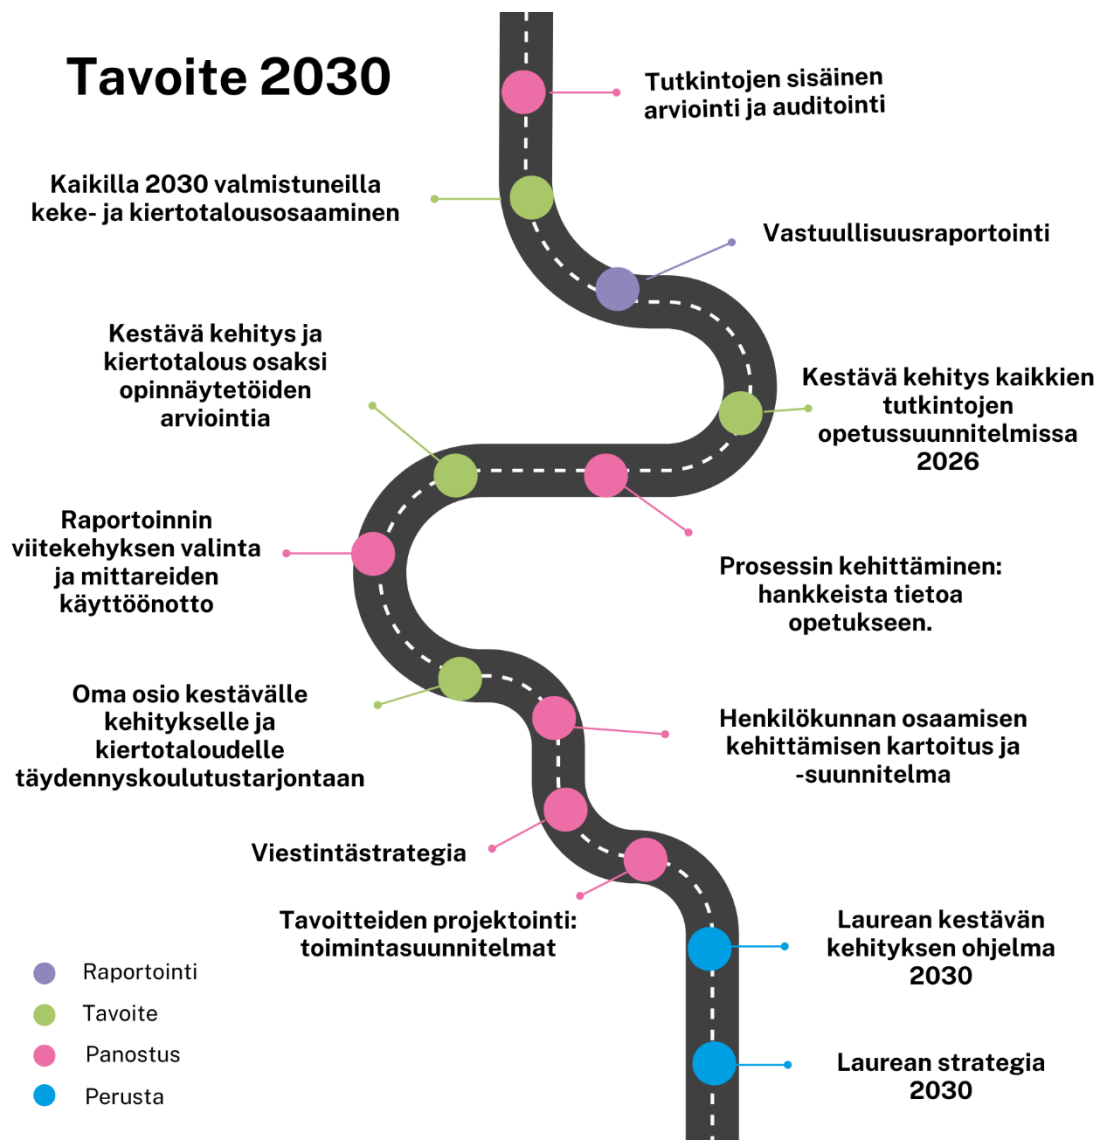 Tavoite 2030
Tutkintojen sisäinen
arviointi ja auditointi
Kaikilla 2030 valmistuneilla
keke- ja kiertotalousosaaminen
Vastuullisuusraportointi
Kestävä kehitys ja
kiertotalous osaksi
opinnäytetöiden
arviointia
Kestävä kehitys kaikkien
tutkintojen
opetussuunnitelmissa
2026
Raportoinnin
viitekehyksen valinta
ja mittareiden
käyttöönotto
Prosessin kehittäminen:
hankkeista tietoa
opetukseen.
Oma osio kestävälle
kehitykselle ja
kiertotaloudelle
täydennyskoulutustarjontaan
Henkilökunnan osaamisen
kehittämisen kartoitus ja
-suunnitelma
Viestintästrategia
Tavoitteiden projektointi:
toimintasuunnitelmat
Laurean kestävän
kehityksen ohjelma
2030
Laurean strategia
2030
Raportointi
Tavoite
Panostus
Perusta